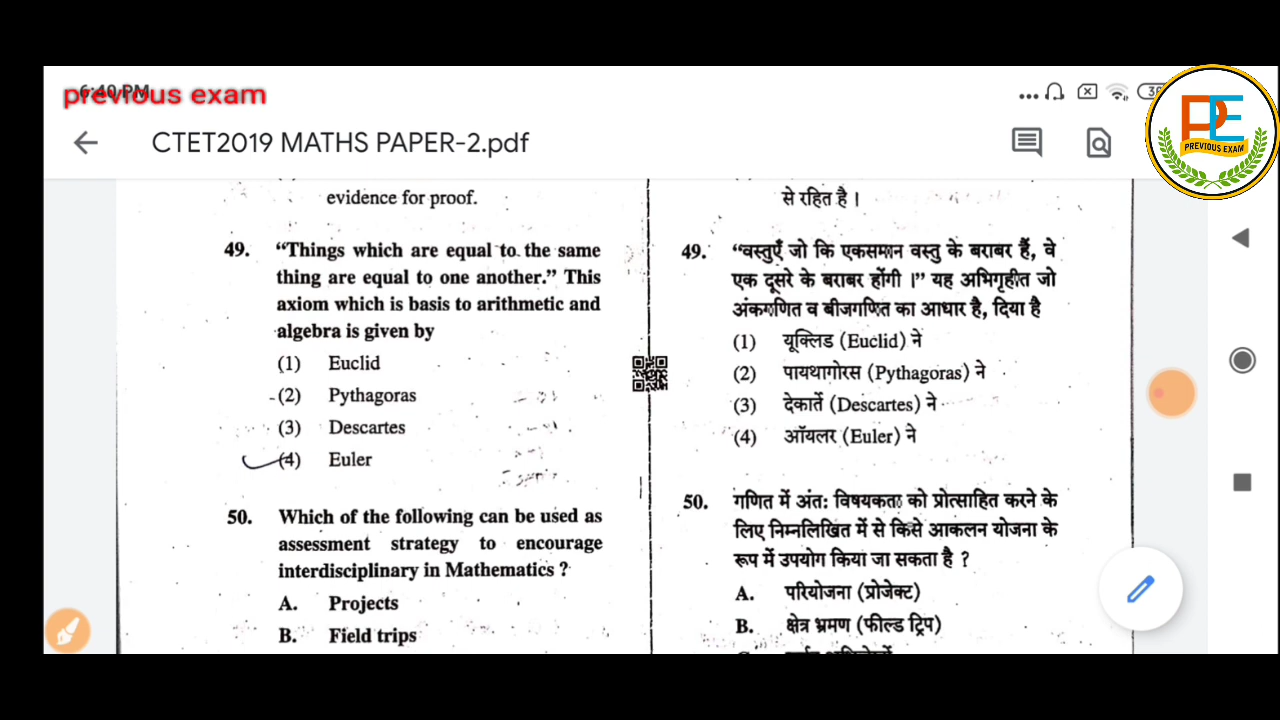 6:40 PM
previous exam
36
PE
PREVIOUS EXAM
CTET2019 MATHS PAPER-2.pdf
evidence for proof.
49. “Things which are equal to the same
thing are equal to one another.” This
axiom which is basis to arithmetic and
algebra is given by
(1) Euclid
(2) Pythagoras
(3) Descartes
(4) Euler
50. Which of the following can be used as
assessment strategy to encourage
interdisciplinary in Mathematics ?
A. Projects
B. Field trips
से रहित है ।
49. “वस्तुएँ जो कि एकसमान वस्तु के बराबर हैं, वे
एक दूसरे के बराबर होंगी ।” यह अभिगृहीत जो
अंकगणित व बीजगणित का आधार है, दिया है
(1) यूक्लिड (Euclid) ने
(2) पायथागोरस (Pythagoras) ने
(3) देकार्ते (Descartes) ने
(4) ऑयलर (Euler) ने
50. गणित में अंत: विषयकता को प्रोत्साहित करने के
लिए निम्नलिखित में से किसे आकलन योजना के
रूप में उपयोग किया जा सकता है ?
A. परियोजना (प्रोजेक्ट)
B. क्षेत्र भ्रमण (फील्ड ट्रिप)